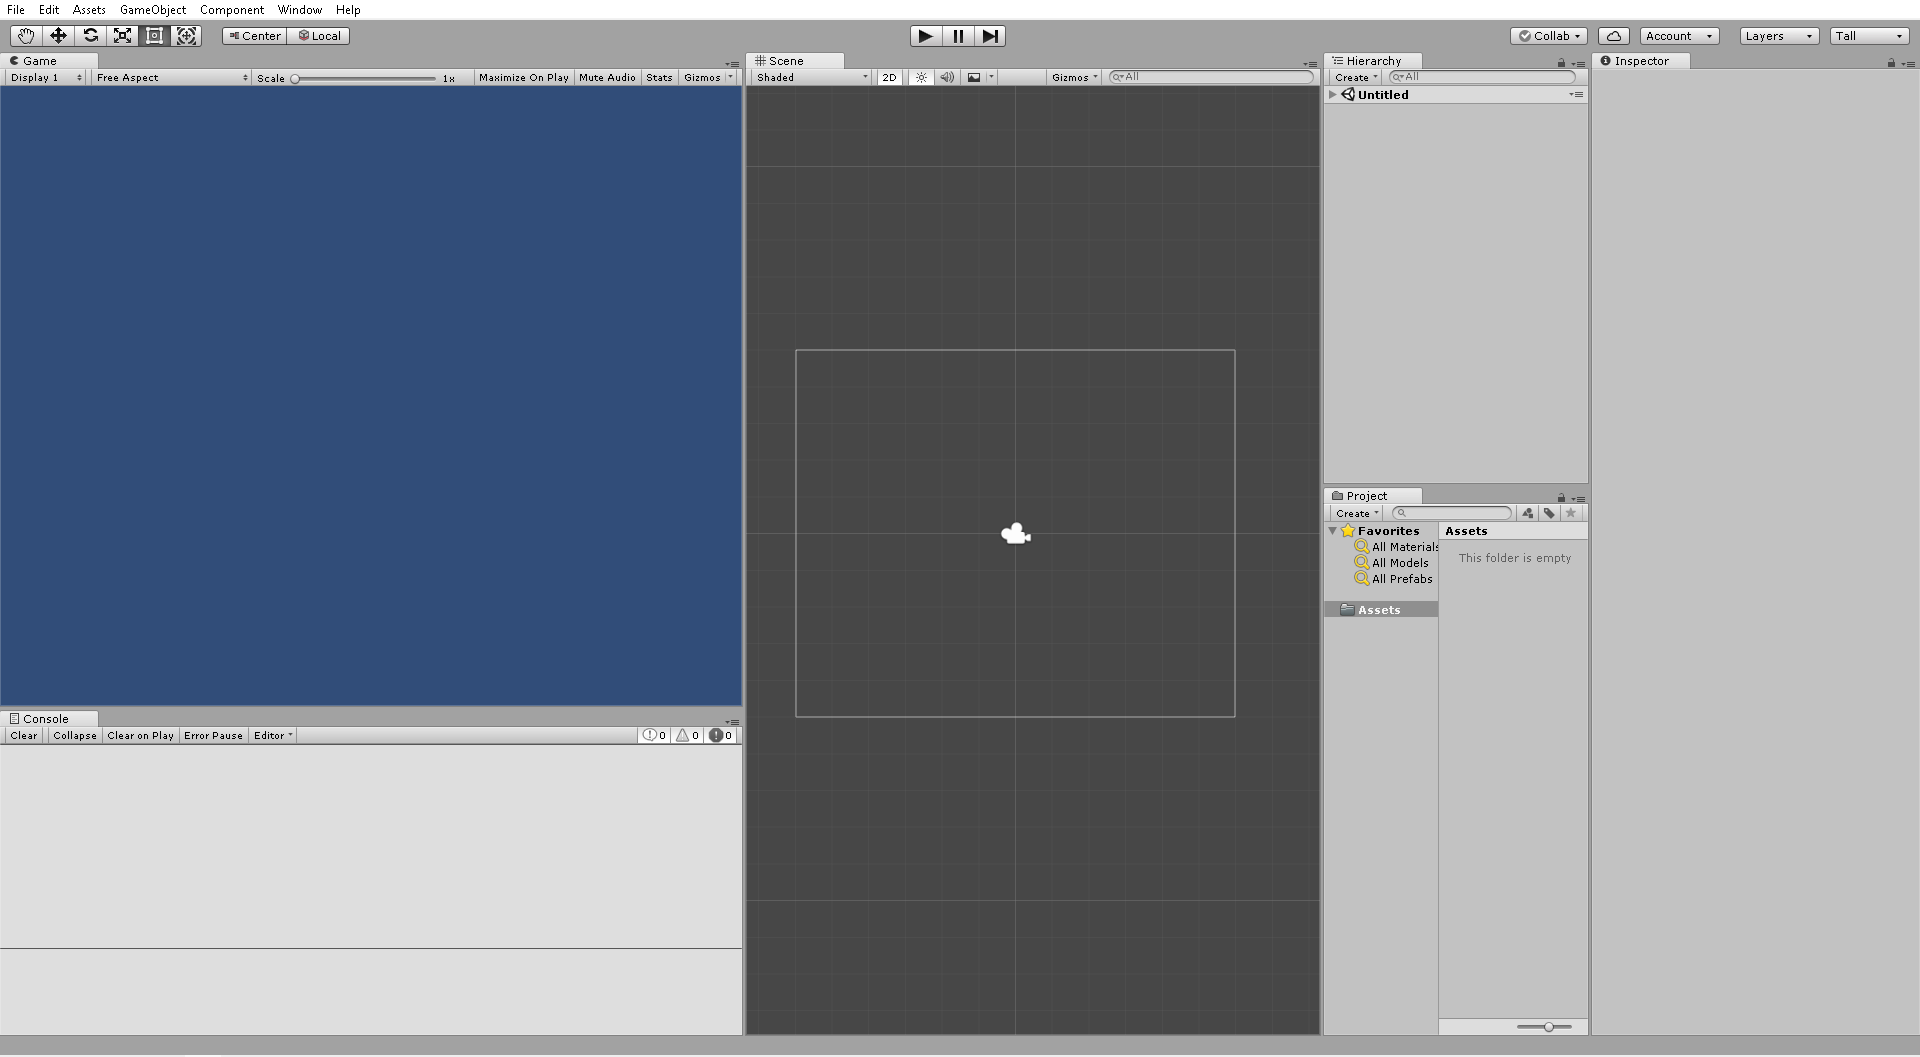 File Edit Assets GameObject Component Window Help
Center Local Collab Account Layers Tall
Game
Display 1 Free Aspect Scale 1x Maximize On Play Mute Audio Stats Gizmos
Scene
Shaded 2D Gizmos All
Hierarchy
Create All
Untitled
Inspector
Project
Create
Favorites
All Materials
All Models
All Prefabs
Assets
Assets
This folder is empty
Console
Clear Collapse Clear on Play Error Pause Editor 0 0 0